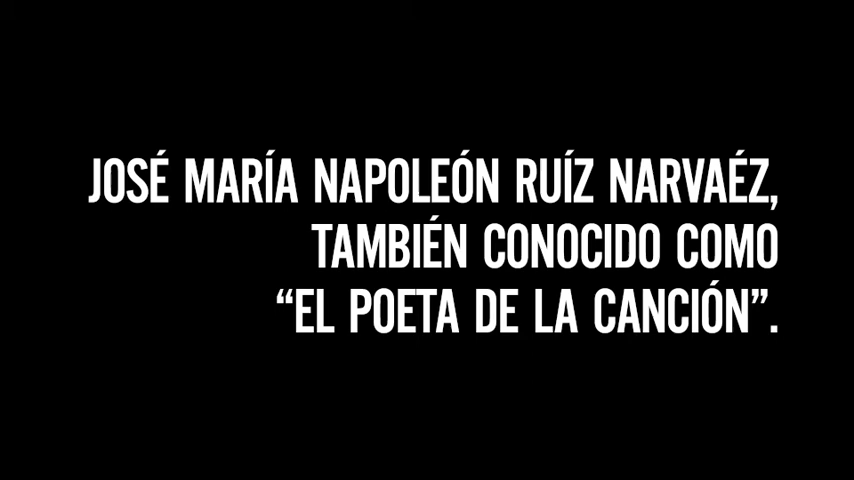 JOSÉ MARÍA NAPOLEÓN RUÍZ NARVAÉZ,
TAMBIÉN CONOCIDO COMO
“EL POETA DE LA CANCIÓN”.